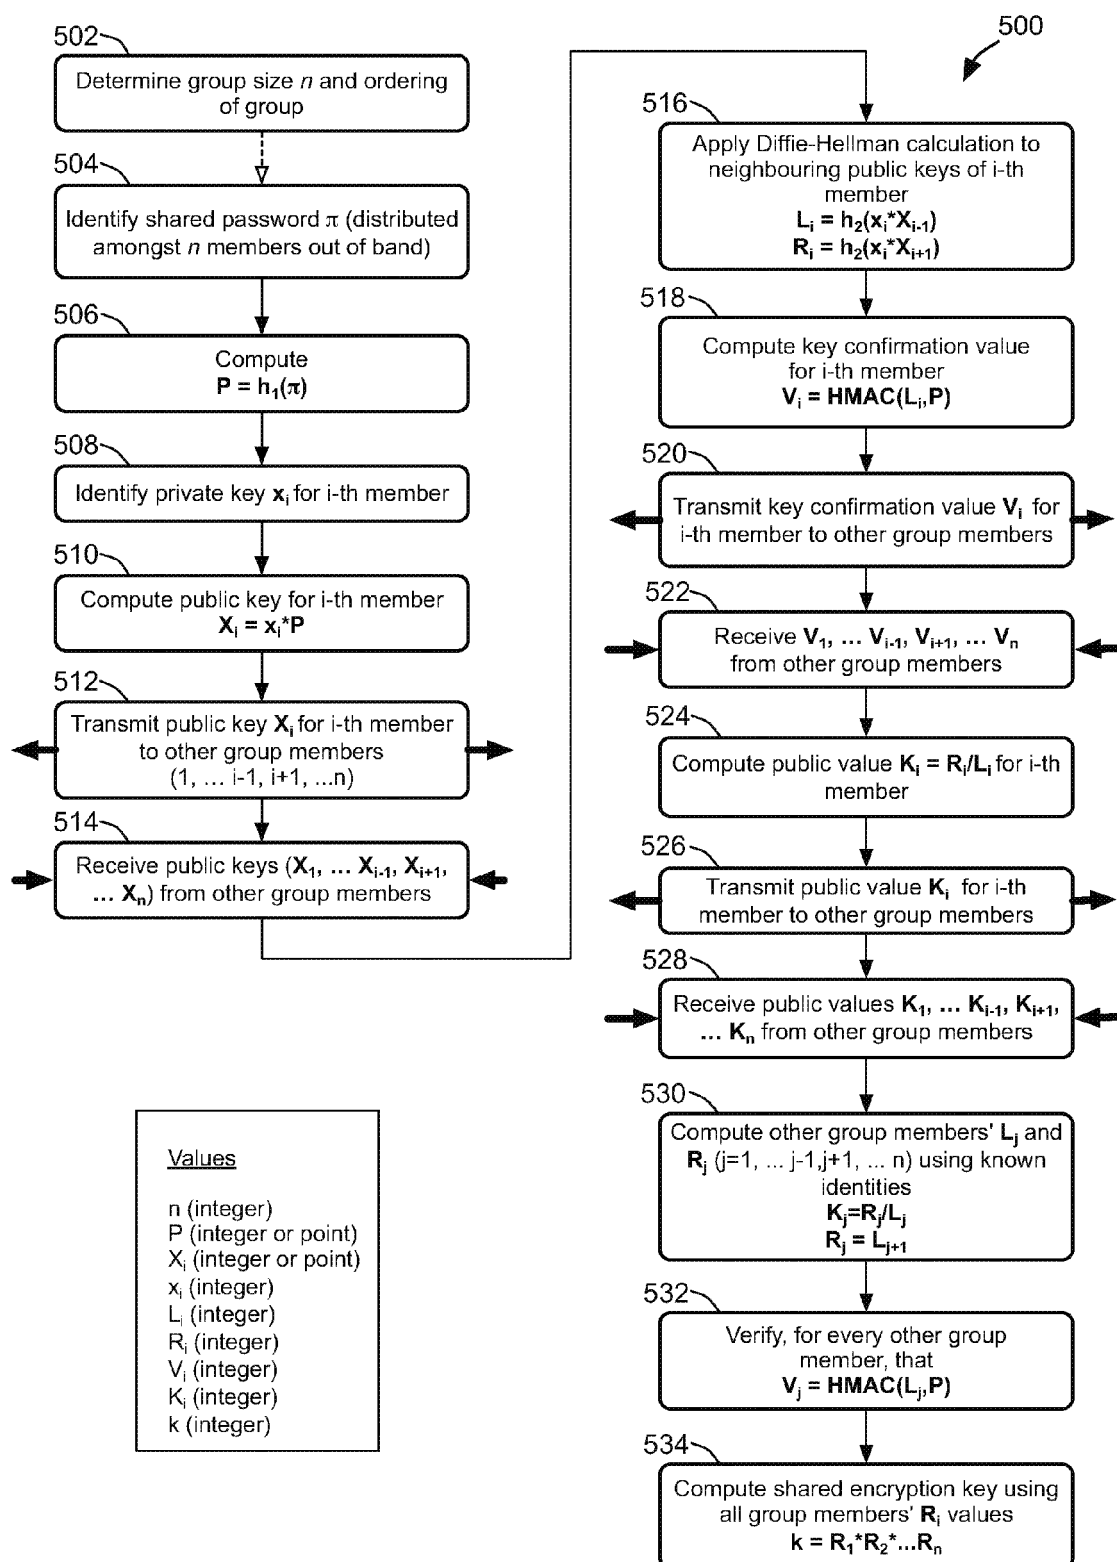 500
502
Determine group size n and ordering
of group
504
Identify shared password π (distributed
amongst n members out of band)
506
Compute
P = h₁(π)
508
Identify private key xᵢ for i-th member
510
Compute public key for i-th member
Xᵢ = xᵢ*P
512
Transmit public key Xᵢ for i-th member
to other group members
(1, ... i-1, i+1, ...n)
514
Receive public keys (X₁, ... Xᵢ₋₁, Xᵢ₊₁,
... Xₙ) from other group members
516
Apply Diffie-Hellman calculation to
neighbouring public keys of i-th
member
Lᵢ = h₂(xᵢ*Xᵢ₋₁)
Rᵢ = h₂(xᵢ*Xᵢ₊₁)
518
Compute key confirmation value
for i-th member
Vᵢ = HMAC(Lᵢ,P)
520
Transmit key confirmation value Vᵢ for
i-th member to other group members
522
Receive V₁, ... Vᵢ₋₁, Vᵢ₊₁, ... Vₙ
from other group members
524
Compute public value Kᵢ = Rᵢ/Lᵢ for i-th
member
526
Transmit public value Kᵢ for i-th
member to other group members
528
Receive public values K₁, ... Kᵢ₋₁, Kᵢ₊₁,
... Kₙ from other group members
530
Compute other group members' Lⱼ and
Rⱼ (j=1, ... j-1,j+1, ... n) using known
identities
Kⱼ=Rⱼ/Lⱼ
Rⱼ = Lⱼ₊₁
532
Verify, for every other group
member, that
Vⱼ = HMAC(Lⱼ,P)
534
Compute shared encryption key using
all group members' Rᵢ values
k = R₁*R₂*...Rₙ
Values
n (integer)
P (integer or point)
Xᵢ (integer or point)
xᵢ (integer)
Lᵢ (integer)
Rᵢ (integer)
Vᵢ (integer)
Kᵢ (integer)
k (integer)